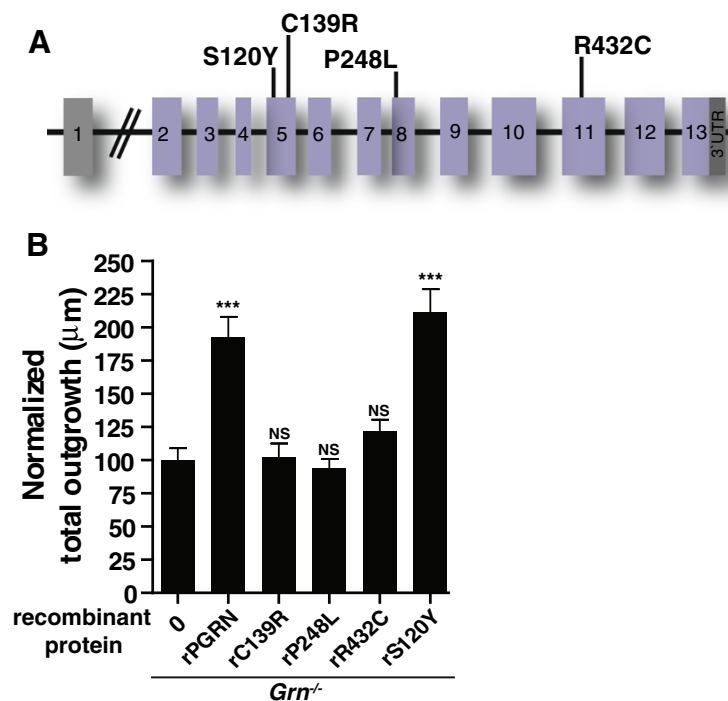 A
C139R
S120Y
P248L
R432C
1
2
3
4
5
6
7
8
9
10
11
12
13
3`UTR
B
Normalized
total outgrowth (μm)
250
225
200
175
150
125
100
75
50
25
0
***
NS
NS
NS
***
recombinant
protein
0
rPGRN
rC139R
rP248L
rR432C
rS120Y
Grn-/-